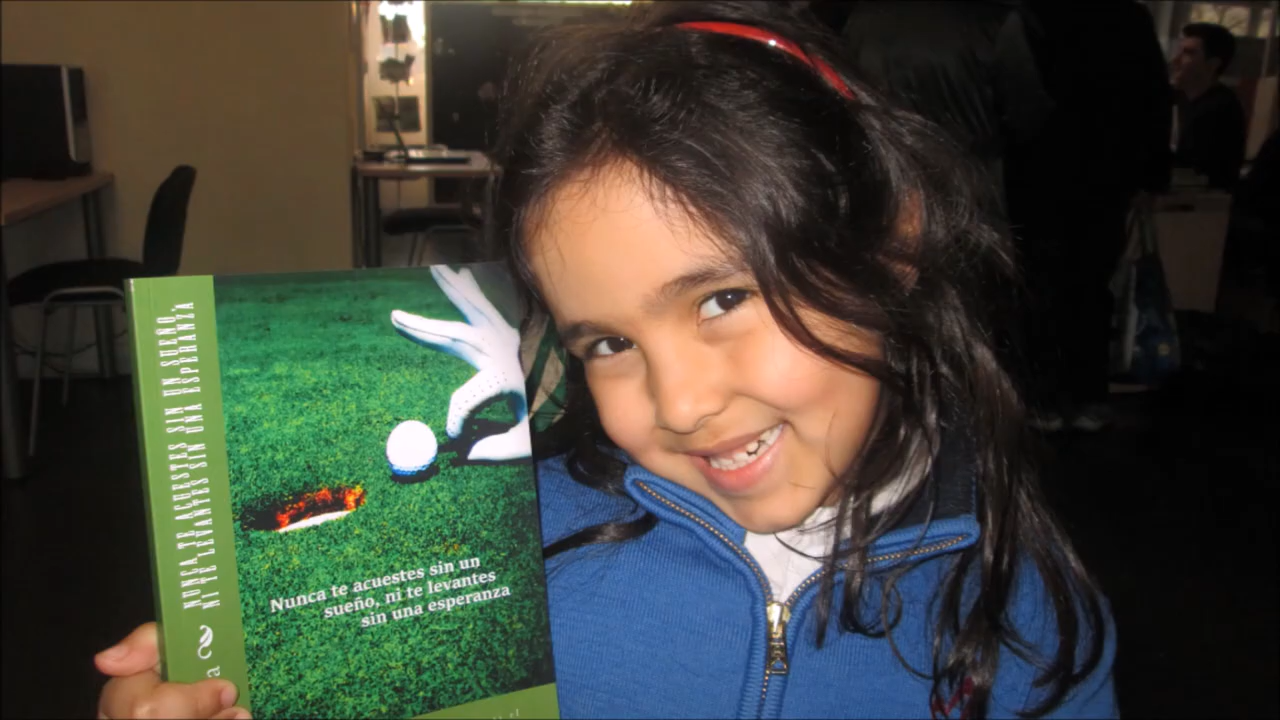 NUNCA TE ACUESTES SIN UN SUEÑO,
NI TE LEVANTES SIN UNA ESPERANZA
Nunca te acuestes sin un
sueño, ni te levantes
sin una esperanza